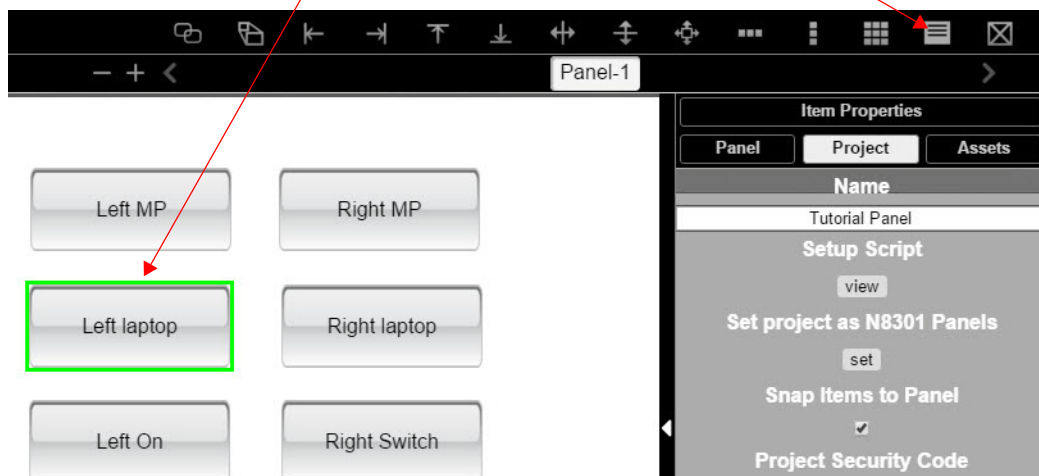 Panel-1
Item Properties
Panel Project Assets
Name
Tutorial Panel
Setup Script
view
Set project as N8301 Panels
set
Snap Items to Panel
Project Security Code
Left MP Right MP
Left laptop Right laptop
Left On Right Switch